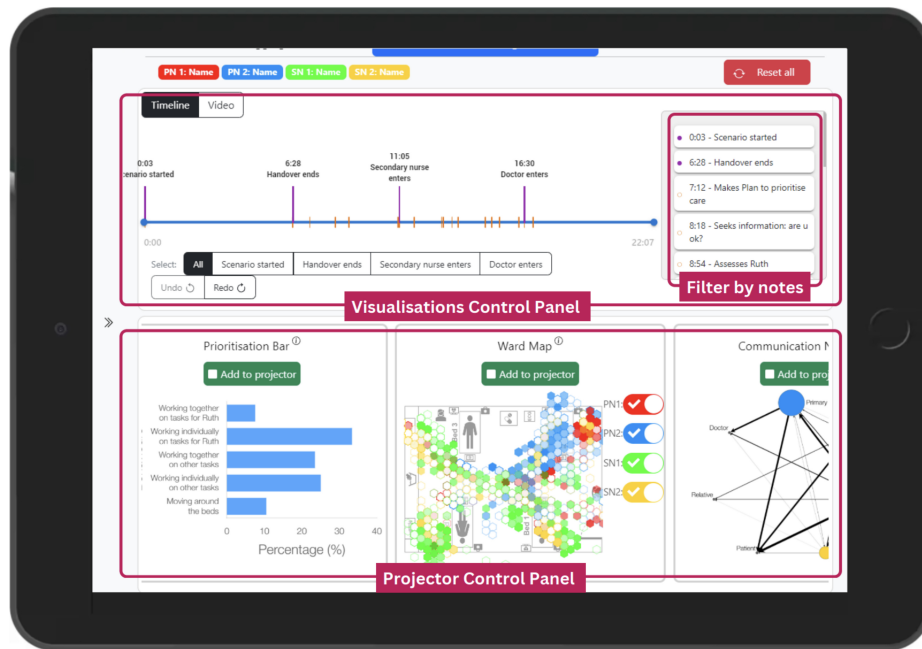 PN 1: Name PN 2: Name SN 1: Name SN 2: Name
Reset all
Timeline Video
0:03
enario started
6:28
Handover ends
11:05
Secondary nurse
enters
16:30
Doctor enters
0:00
22:07
Select: All Scenario started Handover ends Secondary nurse enters Doctor enters
Undo Redo
0:03 - Scenario started
6:28 - Handover ends
7:12 - Makes Plan to prioritise
care
8:18 - Seeks information: are u
ok?
8:54 - Assesses Ruth
Filter by notes
Visualisations Control Panel
Prioritisation Bar
Add to projector
Working together
on tasks for Ruth
Working individually
on tasks for Ruth
Working together
on other tasks
Working individually
on other tasks
Moving around
the beds
0 10 20 30 40
Percentage (%)
Ward Map
Add to projector
Bed 3
Bed 1
PN1:
PN2:
SN1:
SN2:
Communication N
Add to proj
Primary
Doctor
Relative
Patient
Projector Control Panel